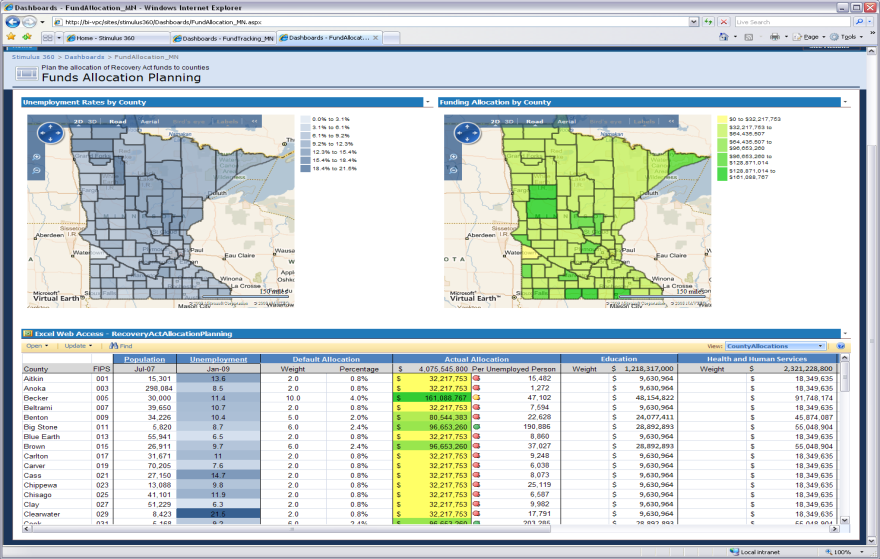 Dashboards - FundAllocation_MN - Windows Internet Explorer
http://bi-vpc/sites/stimulus360/Dashboards/FundAllocation_MN.aspx
Live Search
Home - Stimulus 360
Dashboards - FundTracking_MN
Dashboards - FundAllocat...
Page
Tools
Stimulus 360 > Dashboards > FundAllocation_MN
Plan the allocation of Recovery Act funds to counties
Funds Allocation Planning
Unemployment Rates by County
2D 3D Road Aerial
0.0% to 3.1%
3.1% to 6.1%
6.1% to 9.2%
9.2% to 12.3%
12.3% to 15.4%
15.4% to 18.4%
18.4% to 21.5%
Duluth
Aberdeen
Paul
Eau Claire
Wausa
Winona
La Crosse
Mason City
150 miles
Microsoft®
Virtual Earth™
Funding Allocation by County
2D 3D Road Aerial
$0 to $32,217,753
$32,217,753 to
$64,435,507
$64,435,507 to
$96,653,260
$96,653,260 to
$128,871,014
$128,871,014 to
$161,088,767
Duluth
Aberdeen
Paul
Eau Claire
Winona
La Crosse
Mason City
150 miles
Microsoft®
Virtual Earth™
Excel Web Access - RecoveryActAllocationPlanning
Open Update Find View: CountyAllocations
Population Unemployment Default Allocation Actual Allocation Education Health and Human Services
County FIPS Jul-07 Jan-09 Weight Percentage $ 4,075,545,800 Per Unemployed Person Weight $ 1,218,317,000 Weight $ 2,321,228,800
Aitkin 001 15,301 13.6 2.0 0.8% $ 32,217,753 15,482 $ 9,630,964 $ 18,349,635
Anoka 003 298,084 8.5 2.0 0.8% $ 32,217,753 1,272 $ 9,630,964 $ 18,349,635
Becker 005 30,000 11.4 10.0 4.0% $ 161,088,767 47,102 $ 48,154,822 $ 91,748,174
Beltrami 007 39,650 10.7 2.0 0.8% $ 32,217,753 7,594 $ 9,630,964 $ 18,349,635
Benton 009 34,226 10.4 5.0 2.0% $ 80,544,383 22,628 $ 24,077,411 $ 45,874,087
Big Stone 011 5,820 8.7 6.0 2.4% $ 96,653,260 190,886 $ 28,892,893 $ 55,048,904
Blue Earth 013 55,941 6.5 2.0 0.8% $ 32,217,753 8,860 $ 9,630,964 $ 18,349,635
Brown 015 26,911 9.7 6.0 2.4% $ 96,653,260 37,027 $ 28,892,893 $ 55,048,904
Carlton 017 31,671 11 2.0 0.8% $ 32,217,753 9,248 $ 9,630,964 $ 18,349,635
Carver 019 70,205 7.6 2.0 0.8% $ 32,217,753 6,038 $ 9,630,964 $ 18,349,635
Cass 021 27,150 14.7 2.0 0.8% $ 32,217,753 8,073 $ 9,630,964 $ 18,349,635
Chippewa 023 13,088 9.8 2.0 0.8% $ 32,217,753 25,119 $ 9,630,964 $ 18,349,635
Chisago 025 41,101 11.9 2.0 0.8% $ 32,217,753 6,587 $ 9,630,964 $ 18,349,635
Clay 027 51,229 6.3 2.0 0.8% $ 32,217,753 9,982 $ 9,630,964 $ 18,349,635
Clearwater 029 8,423 21.5 2.0 0.8% $ 32,217,753 17,791 $ 9,630,964 $ 18,349,635
Cook 031 5,168 9.2 6.0 2.4% $ 96,653,260 203,285 $ 28,892,893 $ 55,048,904
Local intranet 100%